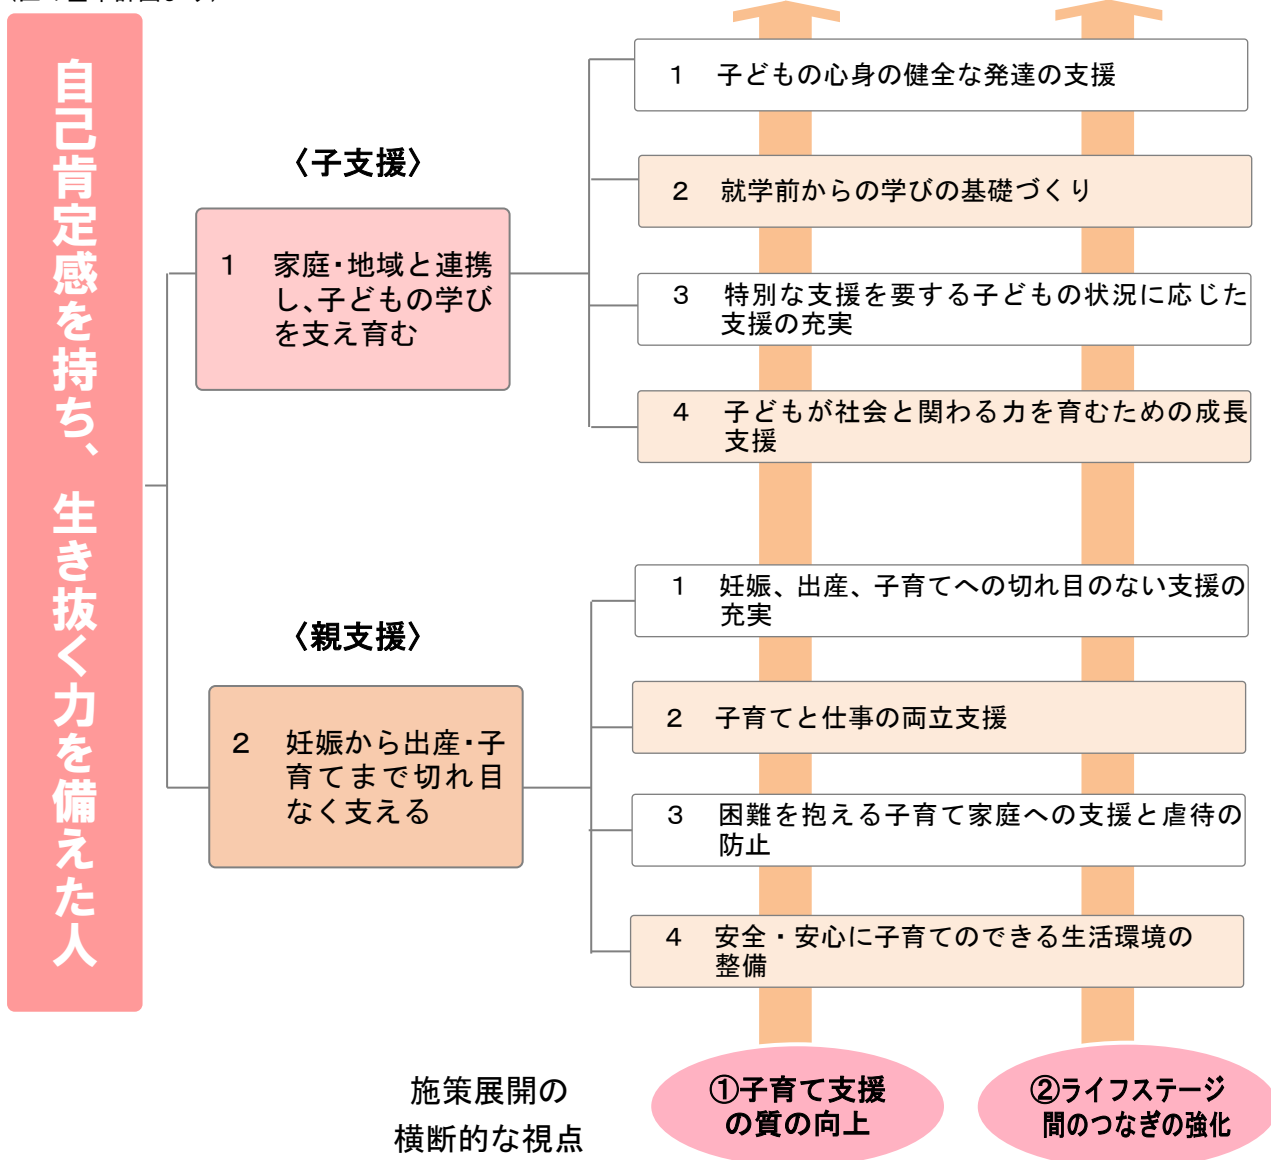 自己肯定感を持ち、生き抜く力を備えた人
〈子支援〉
1 家庭・地域と連携
し、子どもの学び
を支え育む
1 子どもの心身の健全な発達の支援
2 就学前からの学びの基礎づくり
3 特別な支援を要する子どもの状況に応じた
支援の充実
4 子どもが社会と関わる力を育むための成長
支援
〈親支援〉
2 妊娠から出産・子
育てまで切れ目
なく支える
1 妊娠、出産、子育てへの切れ目のない支援の
充実
2 子育てと仕事の両立支援
3 困難を抱える子育て家庭への支援と虐待の
防止
4 安全・安心に子育てのできる生活環境の
整備
施策展開の
横断的な視点
①子育て支援
の質の向上
②ライフステージ
間のつなぎの強化